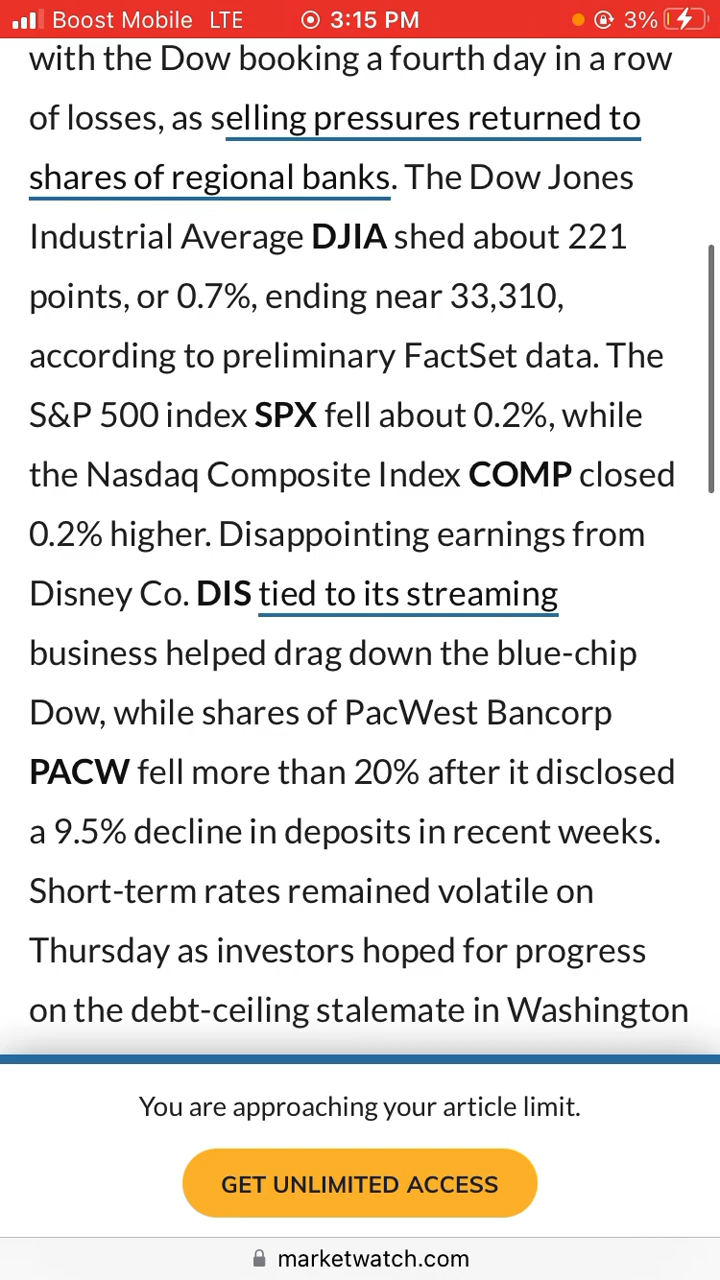 Boost Mobile LTE 3:15 PM 3%
with the Dow booking a fourth day in a row
of losses, as selling pressures returned to
shares of regional banks. The Dow Jones
Industrial Average DJIA shed about 221
points, or 0.7%, ending near 33,310,
according to preliminary FactSet data. The
S&P 500 index SPX fell about 0.2%, while
the Nasdaq Composite Index COMP closed
0.2% higher. Disappointing earnings from
Disney Co. DIS tied to its streaming
business helped drag down the blue-chip
Dow, while shares of PacWest Bancorp
PACW fell more than 20% after it disclosed
a 9.5% decline in deposits in recent weeks.
Short-term rates remained volatile on
Thursday as investors hoped for progress
on the debt-ceiling stalemate in Washington
You are approaching your article limit.
GET UNLIMITED ACCESS
marketwatch.com